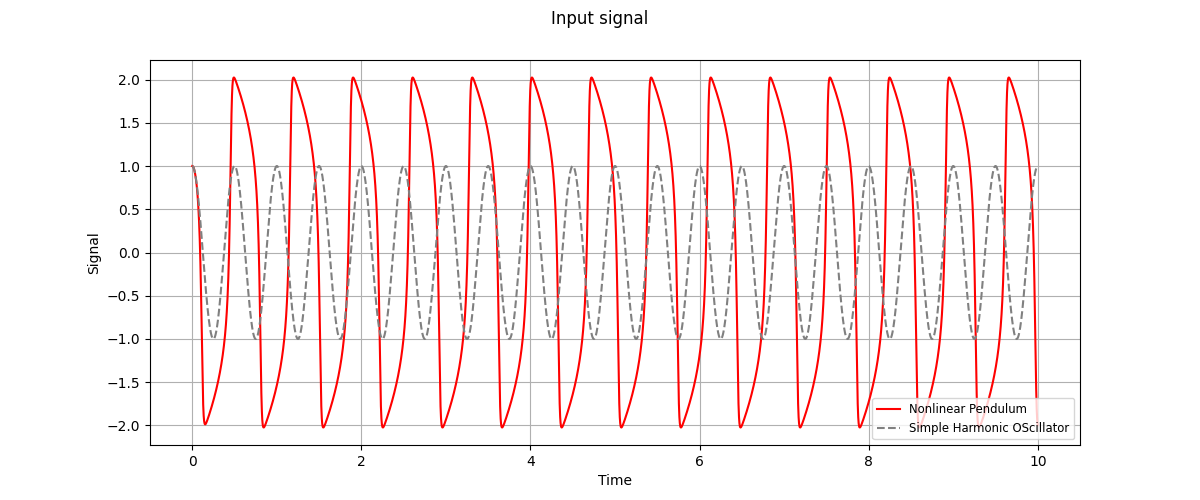 Input signal
2.0
1.5
1.0
0.5
0.0
−0.5
−1.0
−1.5
−2.0
Signal
Nonlinear Pendulum
Simple Harmonic OScillator
0 2 4 6 8 10
Time